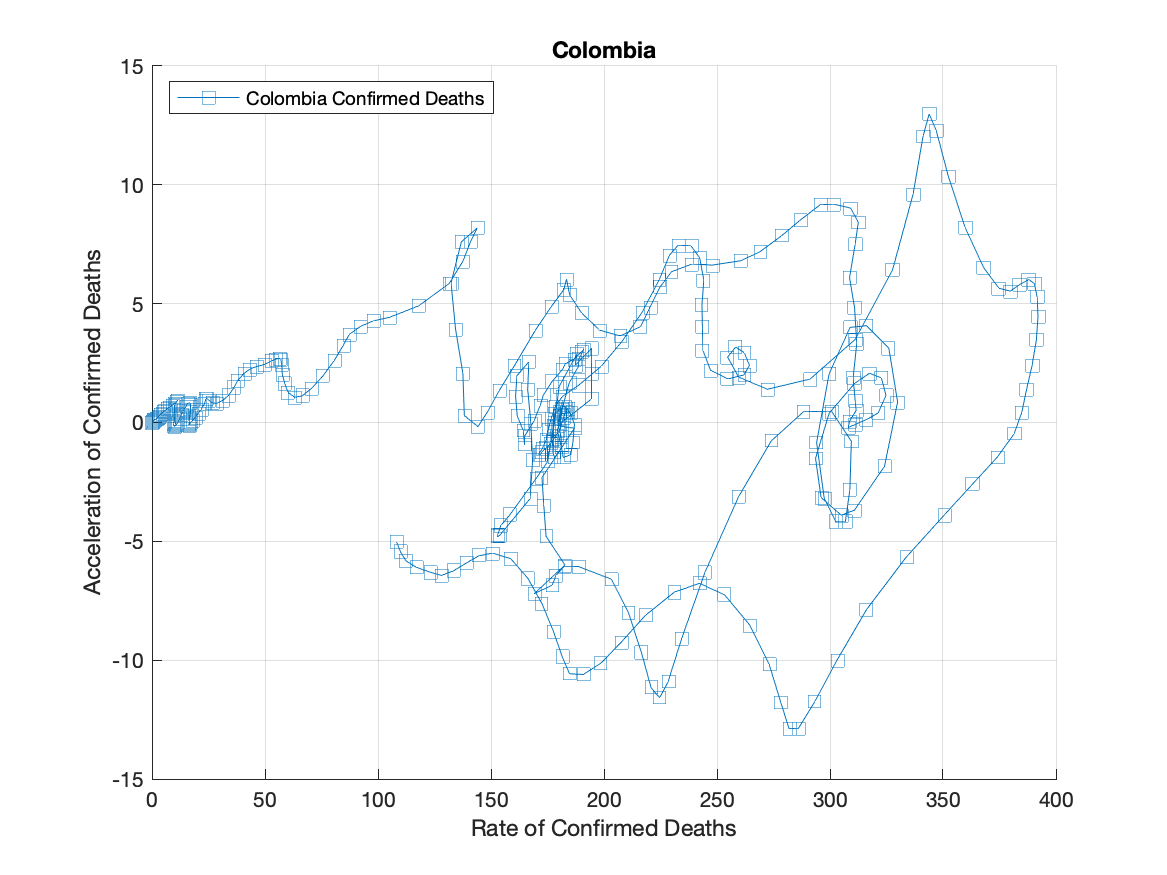 Colombia
Colombia Confirmed Deaths
15
10
5
0
-5
-10
-15
Acceleration of Confirmed Deaths
0 50 100 150 200 250 300 350 400
Rate of Confirmed Deaths